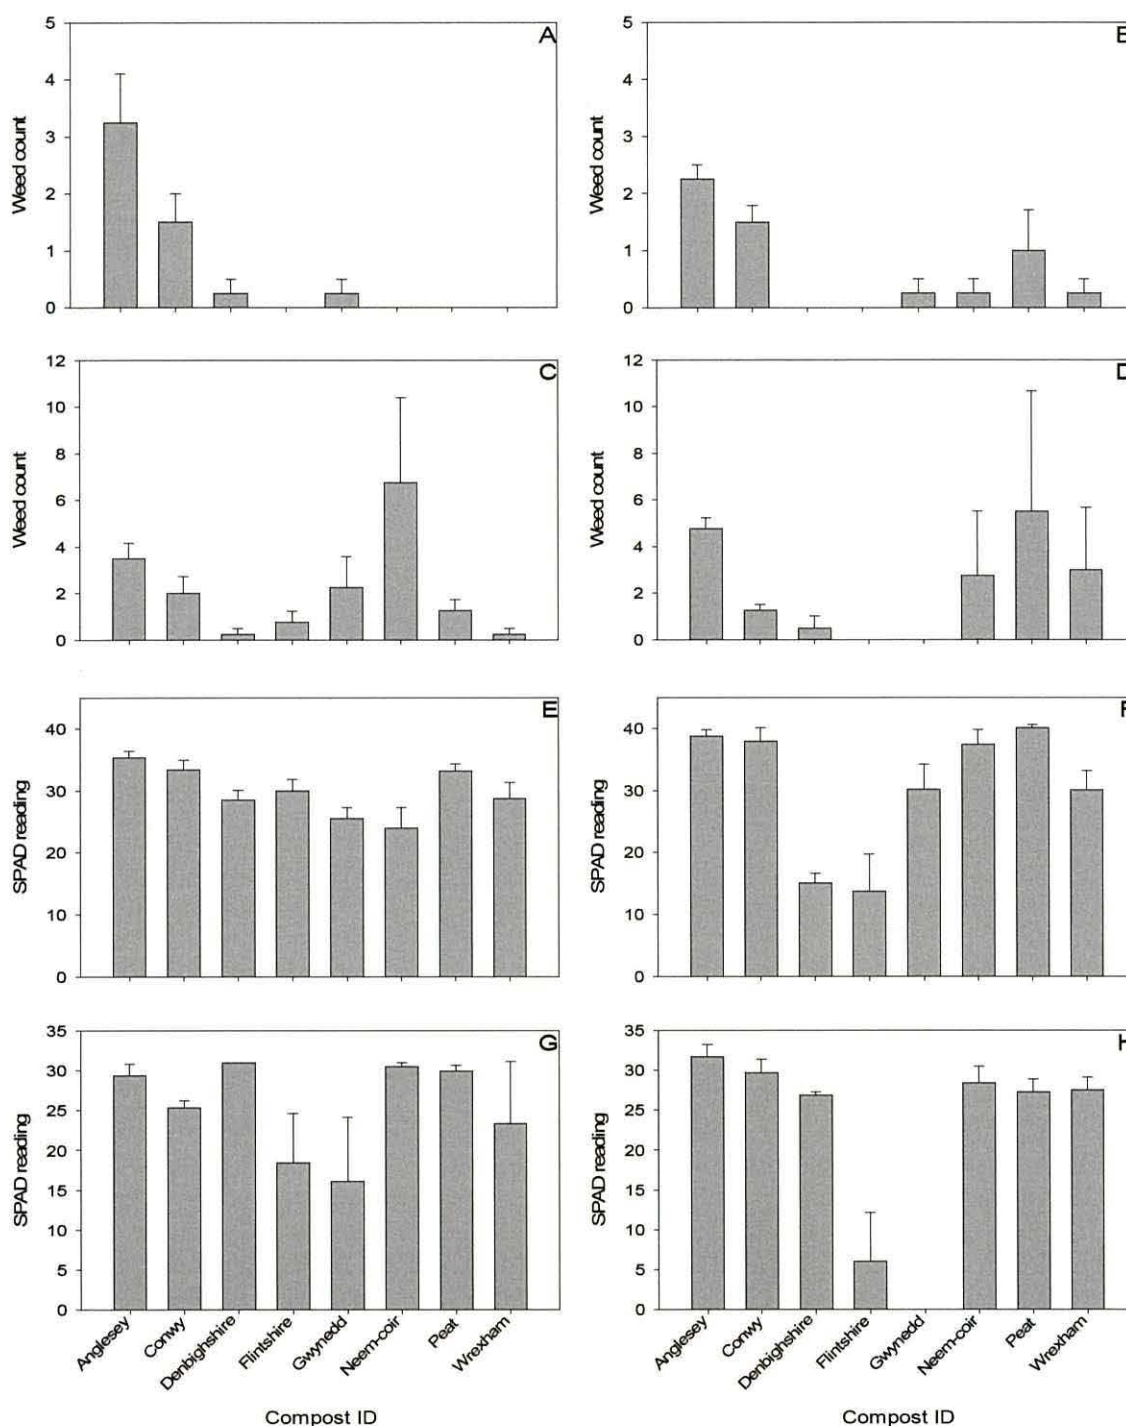 5
4
3
2
1
0
Weed count
A
5
4
3
2
1
0
Weed count
B
12
10
8
6
4
2
0
Weed count
C
12
10
8
6
4
2
0
Weed count
D
40
30
20
10
0
SPAD reading
E
40
30
20
10
0
SPAD reading
F
35
30
25
20
15
10
5
0
SPAD reading
G
Anglesey
Conwy
Denbighshire
Flintshire
Gwynedd
Neem-coir
Peat
Wrexham
Compost ID
35
30
25
20
15
10
5
0
SPAD reading
H
Anglesey
Conwy
Denbighshire
Flintshire
Gwynedd
Neem-coir
Peat
Wrexham
Compost ID